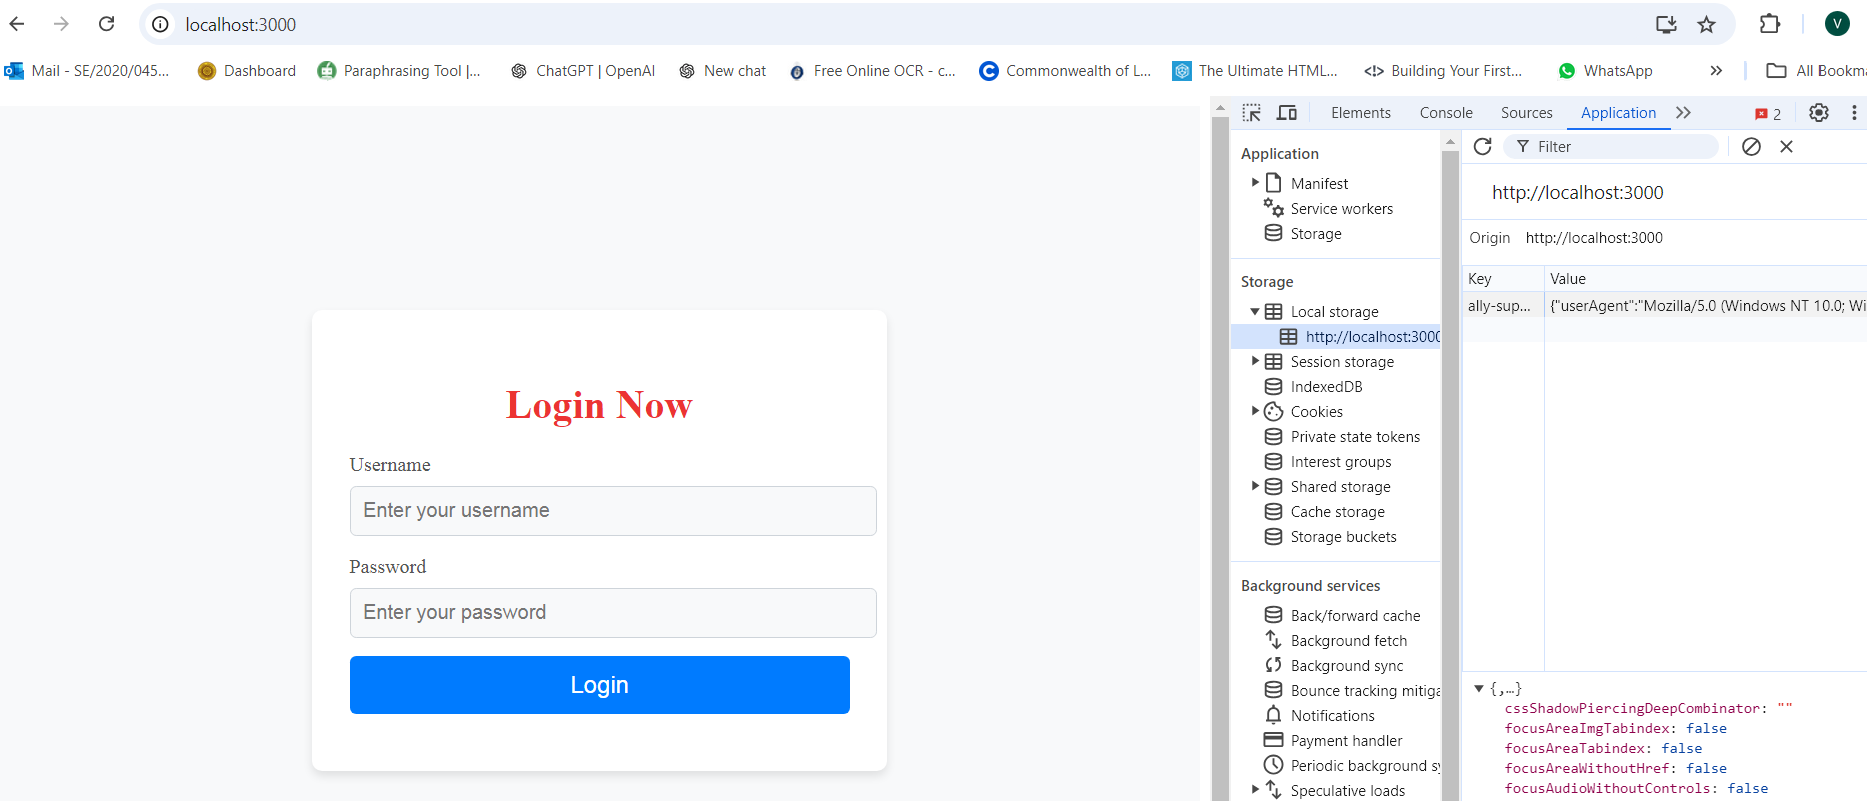 localhost:3000
V
Mail - SE/2020/045...
Dashboard
Paraphrasing Tool |...
ChatGPT | OpenAI
New chat
Free Online OCR - c...
Commonwealth of L...
The Ultimate HTML...
Building Your First...
WhatsApp
All Bookma
Elements Console Sources Application 2
Application
Manifest
Service workers
Storage
Storage
Local storage
http://localhost:3000
Session storage
IndexedDB
Cookies
Private state tokens
Interest groups
Shared storage
Cache storage
Storage buckets
Background services
Back/forward cache
Background fetch
Background sync
Bounce tracking mitiga
Notifications
Payment handler
Periodic background sy
Speculative loads
Filter
http://localhost:3000
Origin http://localhost:3000
Key Value
ally-sup... {"userAgent":"Mozilla/5.0 (Windows NT 10.0; Wi
{,…}
cssShadowPiercingDeepCombinator: ""
focusAreaImgTabindex: false
focusAreaTabindex: false
focusAreaWithoutHref: false
focusAudioWithoutControls: false
Login Now
Username
Enter your username
Password
Enter your password
Login